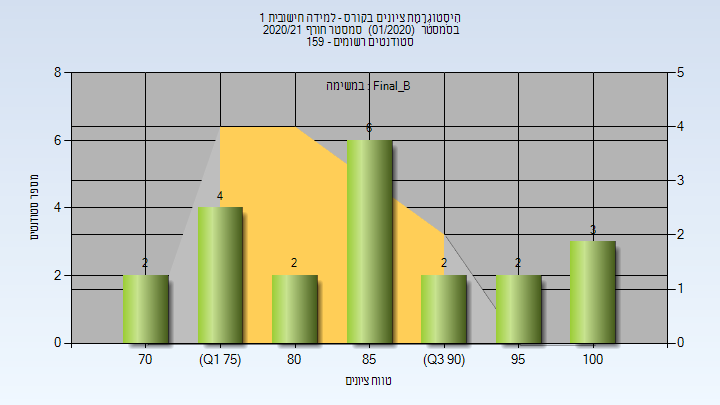 היסטוגרמת ציונים בקורס - למידה חישובית 1
בסמסטר (01/2020) סמסטר חורף 2020/21
סטודנטים רשומים - 159
במשימה : Final_B
מספר סטודנטים
8
6
4
2
0
5
4
3
2
1
0
2
4
2
6
2
2
3
70
(Q1 75)
80
85
(Q3 90)
95
100
טווח ציונים